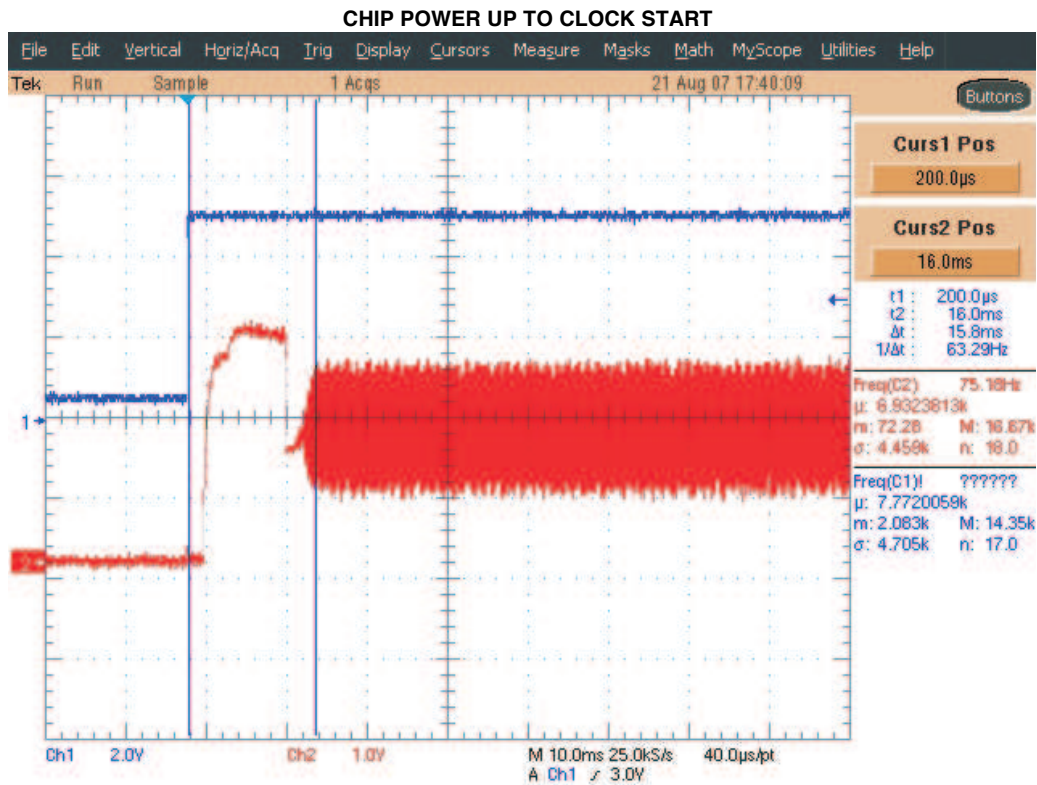 CHIP POWER UP TO CLOCK START
File Edit Vertical Horiz/Acq Trig Display Cursors Measure Masks Math MyScope Utilities Help
Tek Run Sample 1 Acqs 21 Aug 07 17:40:09
Buttons
Curs1 Pos
200.0µs
Curs2 Pos
16.0ms
t1 : 200.0µs
t2 : 16.0ms
Δt : 15.8ms
1/Δt : 63.29Hz
Freq(C2) 75.18Hz
µ: 6.9323813k
m: 72.28 M: 16.67k
σ: 4.459k n: 18.0
Freq(C1)! ??????
µ: 7.7720059k
m: 2.083k M: 14.35k
σ: 4.705k n: 17.0
1
2
Ch1 2.0V Ch2 1.0V M 10.0ms 25.0kS/s 40.0µs/pt
A Ch1 ∕ 3.0V